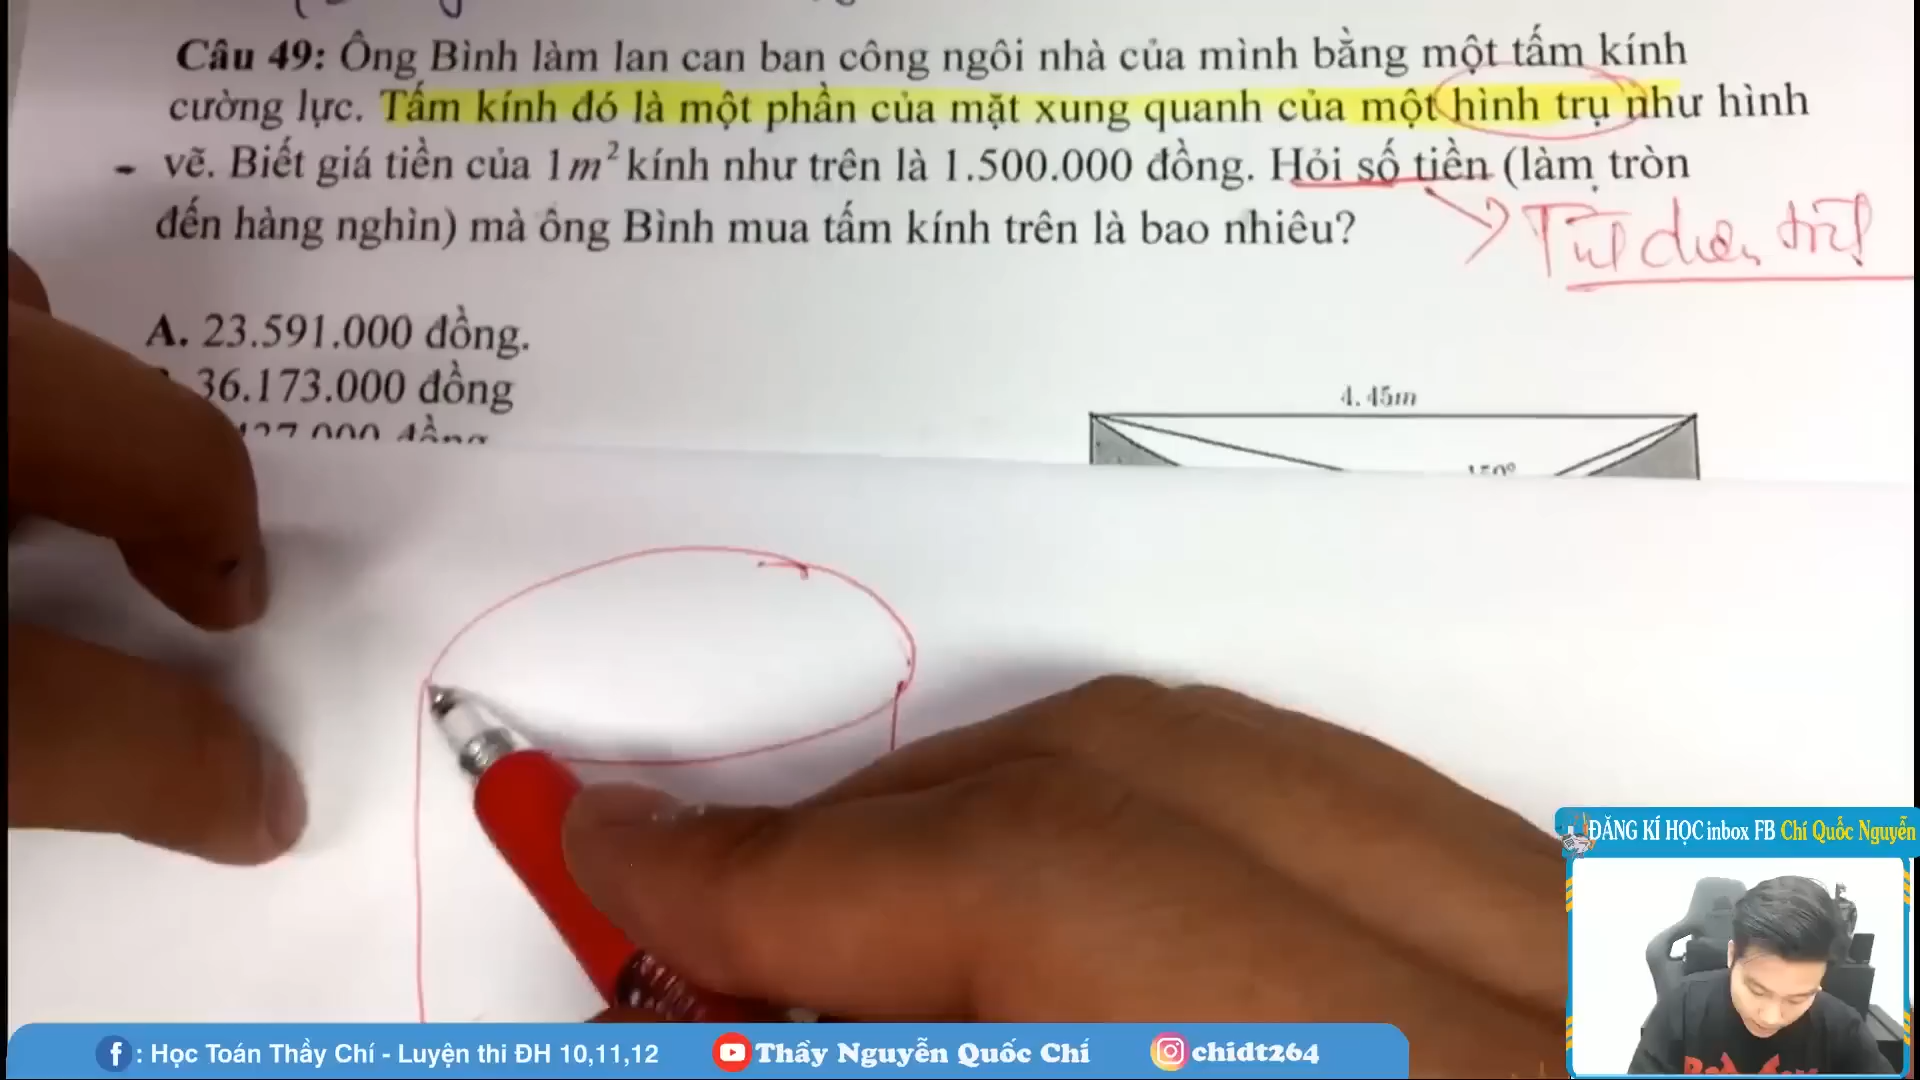 Câu 49: Ông Bình làm lan can ban công ngôi nhà của mình bằng một tấm kính
cường lực. Tấm kính đó là một phần của mặt xung quanh của một hình trụ như hình
vẽ. Biết giá tiền của 1m² kính như trên là 1.500.000 đồng. Hỏi số tiền (làm tròn
đến hàng nghìn) mà ông Bình mua tấm kính trên là bao nhiêu?
A. 23.591.000 đồng.
36.173.000 đồng
4.45m
150⁰
ĐĂNG KÍ HỌC inbox FB Chí Quốc Nguyễn
: Học Toán Thầy Chí - Luyện thi ĐH 10,11,12
Thầy Nguyễn Quốc Chí
chidt264